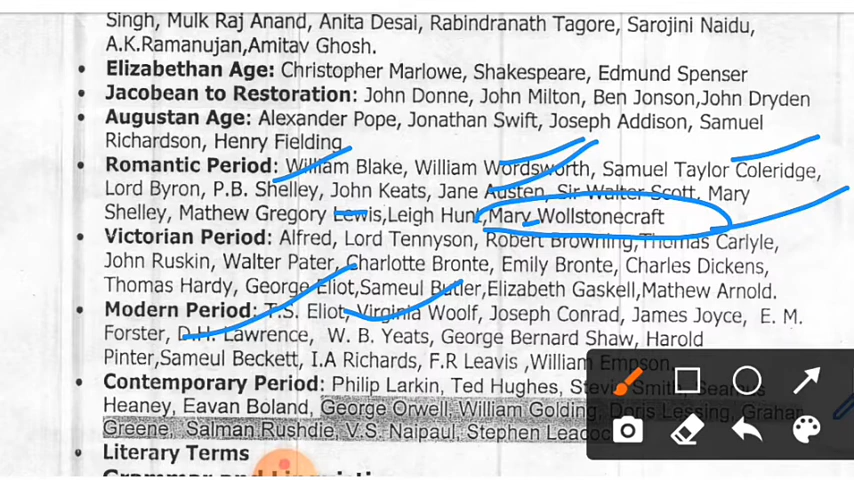 Singh, Mulk Raj Anand, Anita Desai, Rabindranath Tagore, Sarojini Naidu,
A.K.Ramanujan,Amitav Ghosh.
• Elizabethan Age: Christopher Marlowe, Shakespeare, Edmund Spenser
• Jacobean to Restoration: John Donne, John Milton, Ben Jonson,John Dryden
• Augustan Age: Alexander Pope, Jonathan Swift, Joseph Addison, Samuel
Richardson, Henry Fielding
• Romantic Period: William Blake, William Wordsworth, Samuel Taylor Coleridge,
Lord Byron, P.B. Shelley, John Keats, Jane Austen, Sir Walter Scott, Mary
Shelley, Mathew Gregory Lewis,Leigh Hunt,Mary Wollstonecraft
• Victorian Period: Alfred, Lord Tennyson, Robert Browning,Thomas Carlyle,
John Ruskin, Walter Pater, Charlotte Bronte, Emily Bronte, Charles Dickens,
Thomas Hardy, George Eliot,Sameul Butler,Elizabeth Gaskell,Mathew Arnold.
• Modern Period: T.S. Eliot, Virginia Woolf, Joseph Conrad, James Joyce, E. M.
Forster, D.H. Lawrence, W. B. Yeats, George Bernard Shaw, Harold
Pinter,Sameul Beckett, I.A Richards, F.R Leavis ,William Empson.
• Contemporary Period: Philip Larkin, Ted Hughes, Stevie Smith, Seamus
Heaney, Eavan Boland, George Orwell, William Golding, Doris Lessing, Graham
Greene, Salman Rushdie, V.S. Naipaul, Stephen Leacoc
• Literary Terms